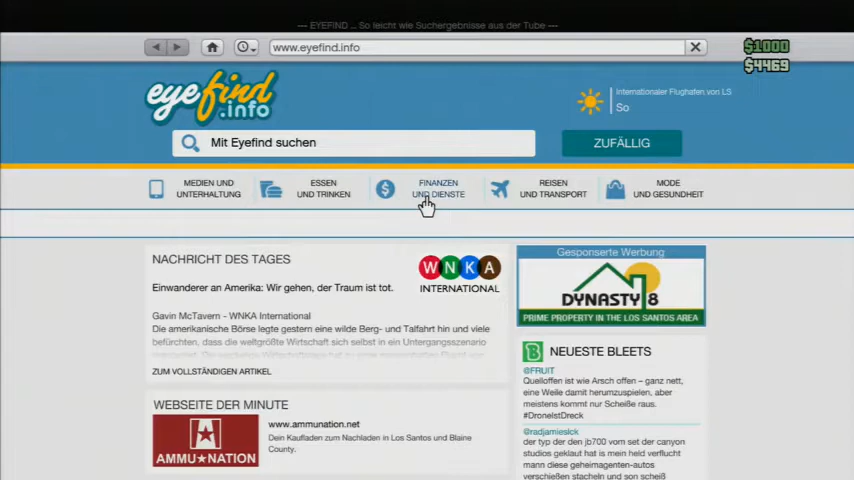 --- EYEFIND ... So leicht wie Suchergebnisse aus der Tube ---
www.eyefind.info
$1000
$4469
eyefind
.info
Internationaler Flughafen von LS
So
Mit Eyefind suchen
ZUFÄLLIG
MEDIEN UND
UNTERHALTUNG
ESSEN
UND TRINKEN
FINANZEN
UND DIENSTE
REISEN
UND TRANSPORT
MODE
UND GESUNDHEIT
NACHRICHT DES TAGES
WNKA
INTERNATIONAL
Einwanderer an Amerika: Wir gehen, der Traum ist tot.
Gavin McTavern - WNKA International
Die amerikanische Börse legte gestern eine wilde Berg- und Talfahrt hin und viele
befürchten, dass die weltgrößte Wirtschaft sich selbst in ein Untergangsszenario
ZUM VOLLSTÄNDIGEN ARTIKEL
WEBSEITE DER MINUTE
AMMU★NATION
www.ammunation.net
Dein Kaufladen zum Nachladen in Los Santos und Blaine
County.
Gesponserte Werbung
DYNASTY 8
PRIME PROPERTY IN THE LOS SANTOS AREA
NEUESTE BLEETS
@FRUIT
Quelloffen ist wie Arsch offen – ganz nett,
eine Weile damit herumzuspielen, aber
meistens kommt nur Scheiße raus.
#DroneIstDreck
@radjamiesick
der typ der den jb700 vom set der canyon
studios geklaut hat is mein held verflucht
mann diese geheimagenten-autos
verschießen staub und sondern son scheiß.